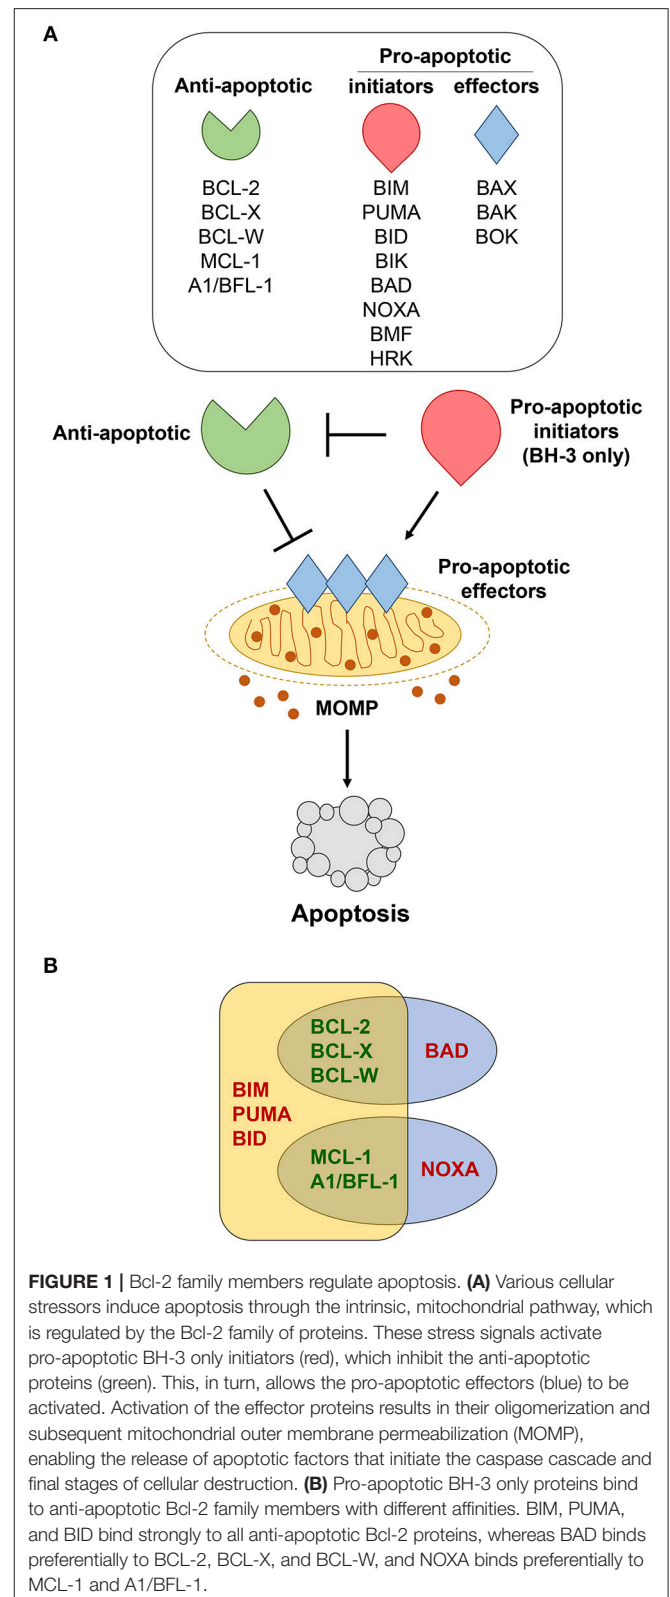 A
Pro-apoptotic
Anti-apoptotic initiators effectors
BCL-2 BIM BAX
BCL-X PUMA BAK
BCL-W BID BOK
MCL-1 BIK
A1/BFL-1 BAD
NOXA
BMF
HRK
Anti-apoptotic
Pro-apoptotic
initiators
(BH-3 only)
Pro-apoptotic
effectors
MOMP
Apoptosis
B
BCL-2
BCL-X
BCL-W
BAD
BIM
PUMA
BID
MCL-1
A1/BFL-1
NOXA
FIGURE 1 | Bcl-2 family members regulate apoptosis. (A) Various cellular
stressors induce apoptosis through the intrinsic, mitochondrial pathway, which
is regulated by the Bcl-2 family of proteins. These stress signals activate
pro-apoptotic BH-3 only initiators (red), which inhibit the anti-apoptotic
proteins (green). This, in turn, allows the pro-apoptotic effectors (blue) to be
activated. Activation of the effector proteins results in their oligomerization and
subsequent mitochondrial outer membrane permeabilization (MOMP),
enabling the release of apoptotic factors that initiate the caspase cascade and
final stages of cellular destruction. (B) Pro-apoptotic BH-3 only proteins bind
to anti-apoptotic Bcl-2 family members with different affinities. BIM, PUMA,
and BID bind strongly to all anti-apoptotic Bcl-2 proteins, whereas BAD binds
preferentially to BCL-2, BCL-X, and BCL-W, and NOXA binds preferentially to
MCL-1 and A1/BFL-1.